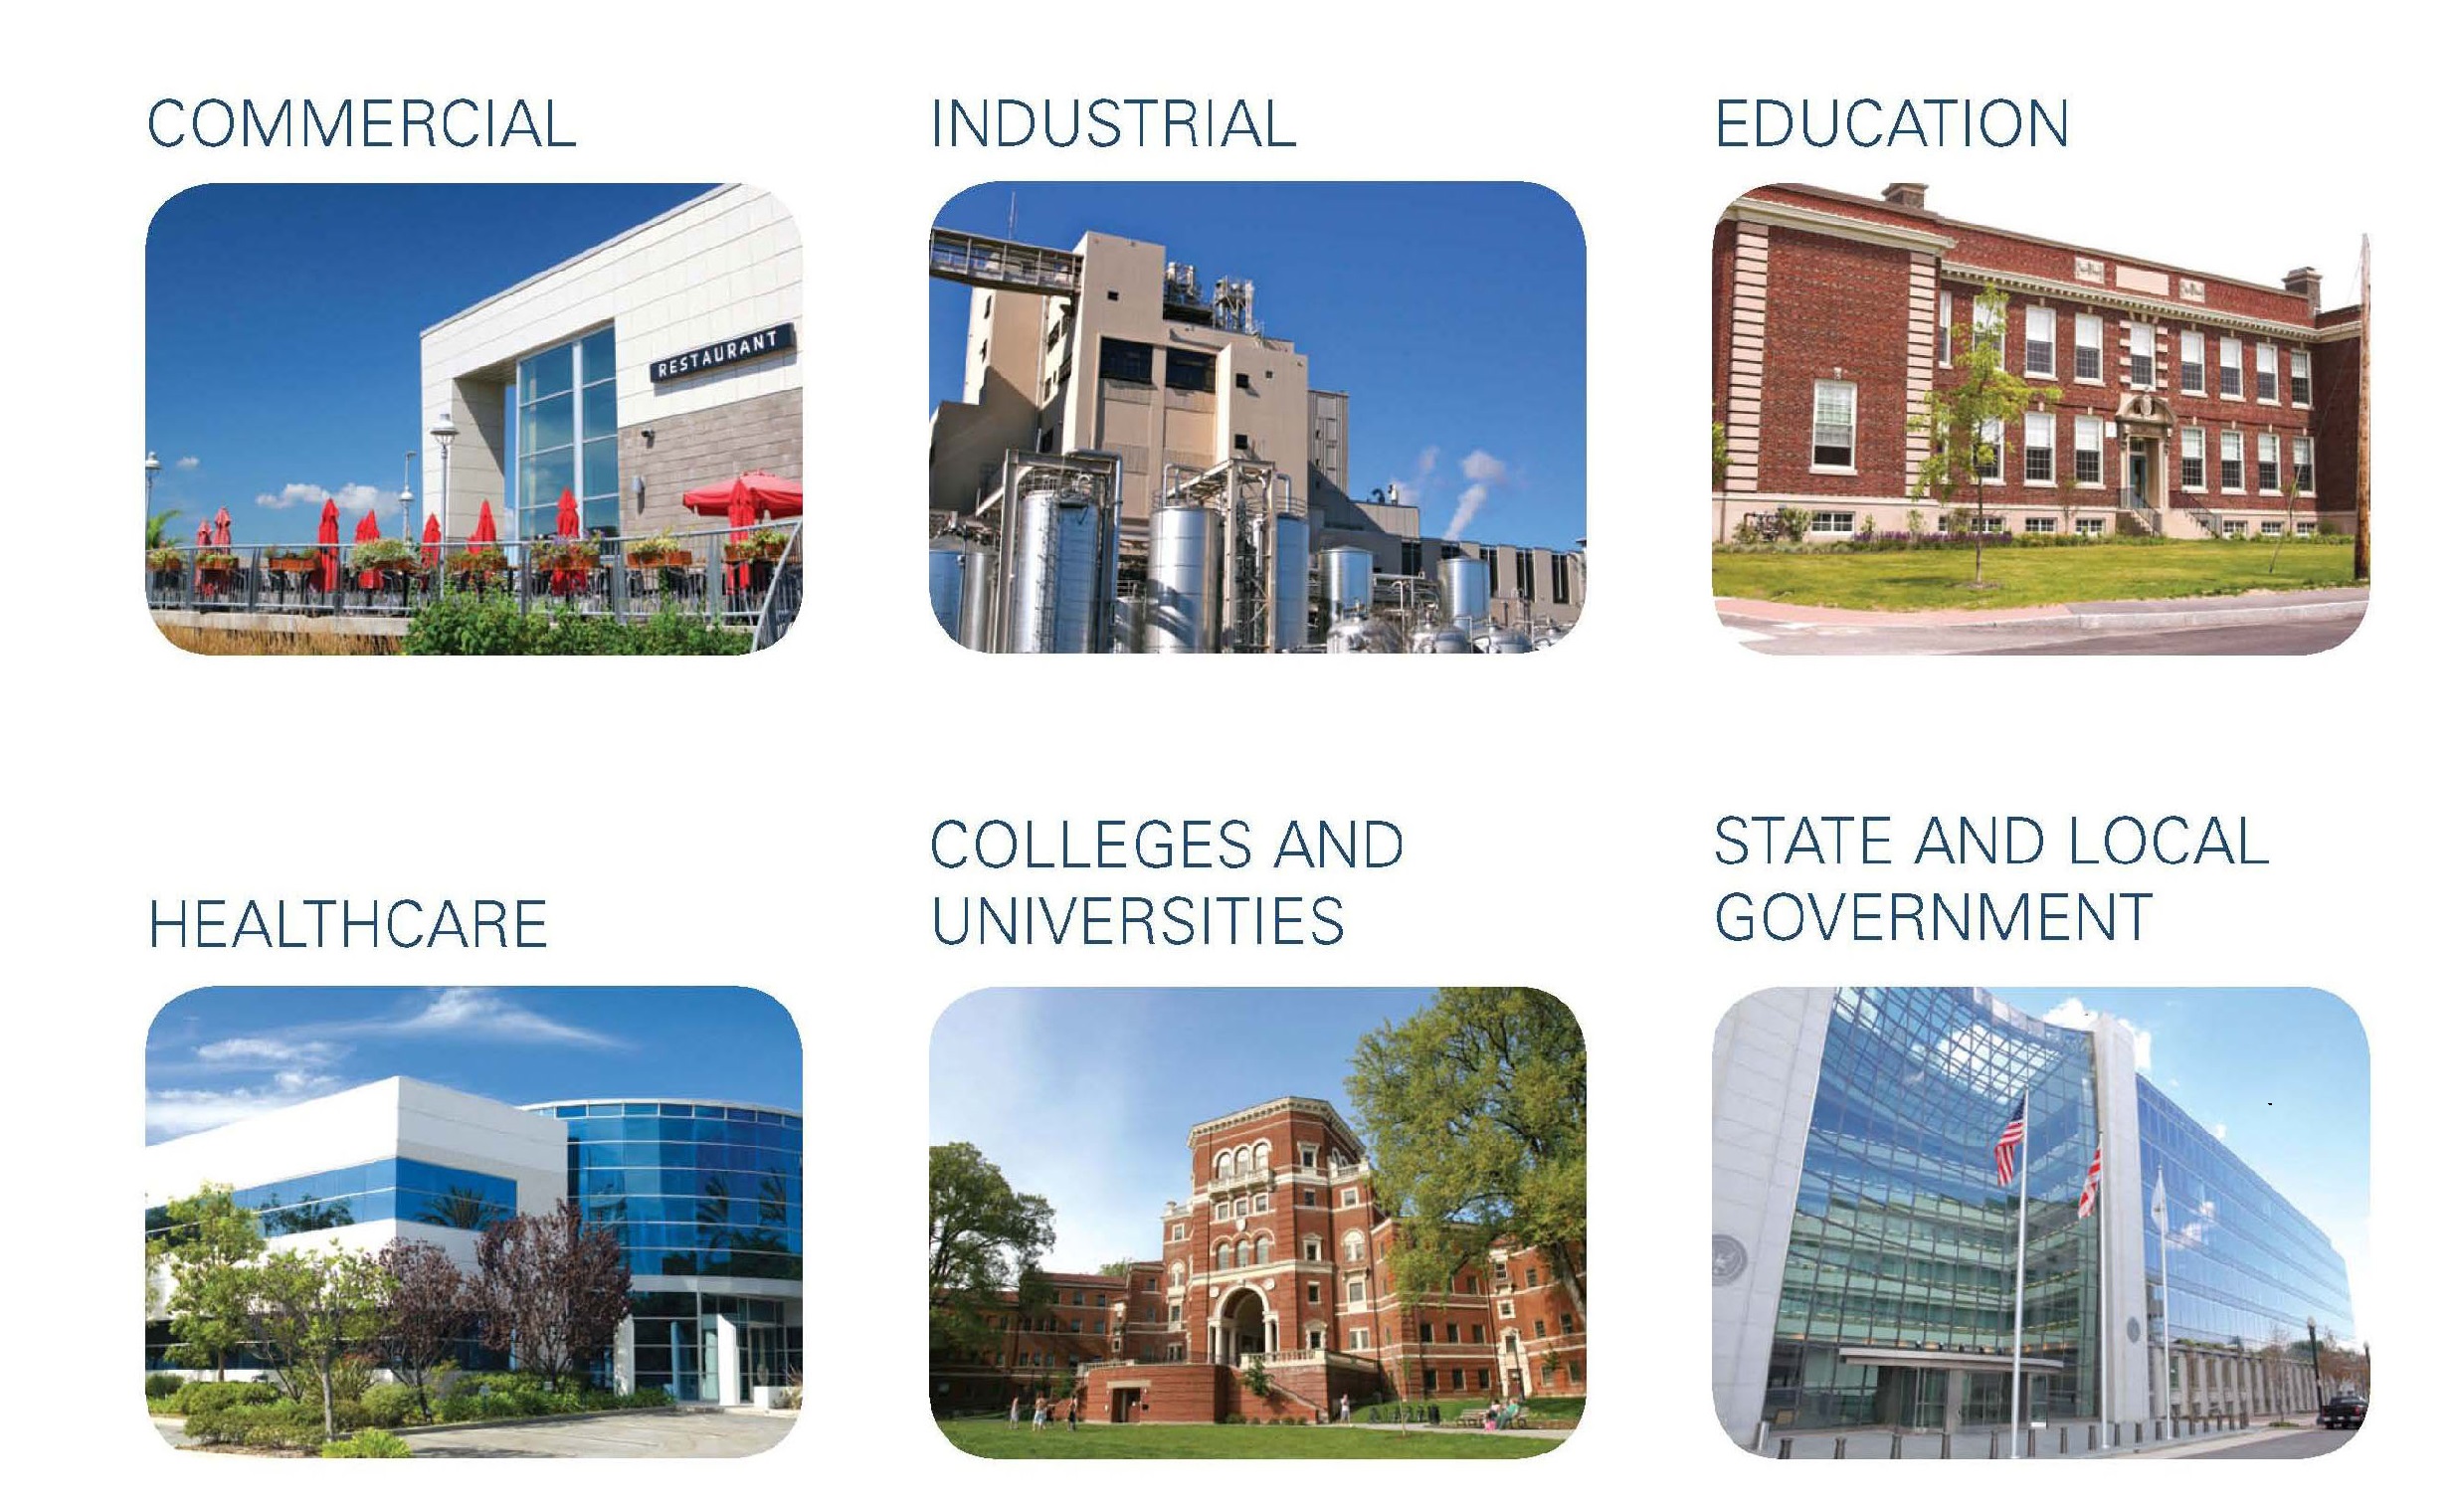 COMMERCIAL
INDUSTRIAL
EDUCATION
RESTAURANT
HEALTHCARE
COLLEGES AND
UNIVERSITIES
STATE AND LOCAL
GOVERNMENT